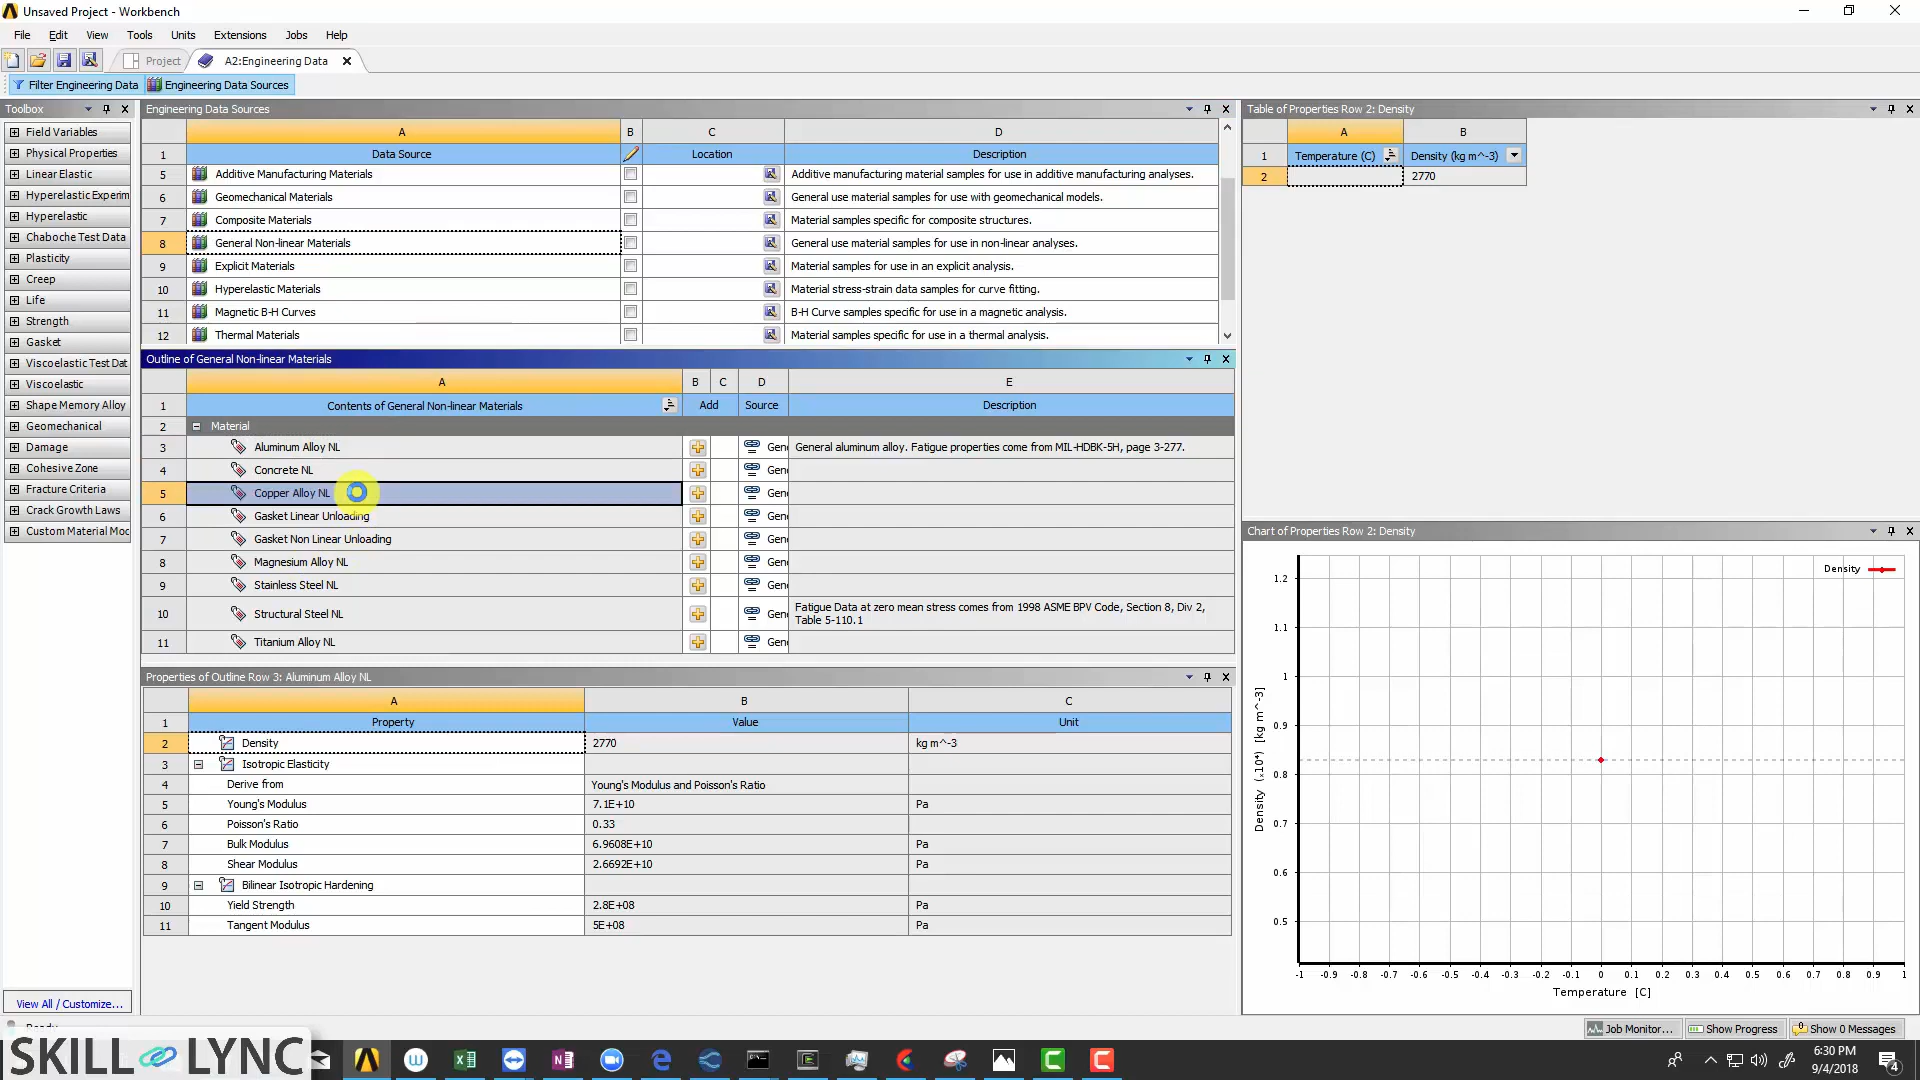 Unsaved Project - Workbench
File Edit View Tools Units Extensions Jobs Help
Project A2:Engineering Data
Filter Engineering Data Engineering Data Sources
Toolbox
Field Variables
Physical Properties
Linear Elastic
Hyperelastic Experim
Hyperelastic
Chaboche Test Data
Plasticity
Creep
Life
Strength
Gasket
Viscoelastic Test Dat
Viscoelastic
Shape Memory Alloy
Geomechanical
Damage
Cohesive Zone
Fracture Criteria
Crack Growth Laws
Custom Material Moc
View All / Customize...
Engineering Data Sources
A B C D
1 Data Source Location Description
5 Additive Manufacturing Materials Additive manufacturing material samples for use in additive manufacturing analyses.
6 Geomechanical Materials General use material samples for use with geomechanical models.
7 Composite Materials Material samples specific for composite structures.
8 General Non-linear Materials General use material samples for use in non-linear analyses.
9 Explicit Materials Material samples for use in an explicit analysis.
10 Hyperelastic Materials Material stress-strain data samples for curve fitting.
11 Magnetic B-H Curves B-H Curve samples specific for use in a magnetic analysis.
12 Thermal Materials Material samples specific for use in a thermal analysis.
Outline of General Non-linear Materials
A B C D E
1 Contents of General Non-linear Materials Add Source Description
2 Material
3 Aluminum Alloy NL Gene General aluminum alloy. Fatigue properties come from MIL-HDBK-5H, page 3-277.
4 Concrete NL Gene
5 Copper Alloy NL Gene
6 Gasket Linear Unloading Gene
7 Gasket Non Linear Unloading Gene
8 Magnesium Alloy NL Gene
9 Stainless Steel NL Gene
10 Structural Steel NL Gene Fatigue Data at zero mean stress comes from 1998 ASME BPV Code, Section 8, Div 2,
Table 5-110.1
11 Titanium Alloy NL Gene
Properties of Outline Row 3: Aluminum Alloy NL
A B C
1 Property Value Unit
2 Density 2770 kg m^-3
3 Isotropic Elasticity
4 Derive from Young's Modulus and Poisson's Ratio
5 Young's Modulus 7.1E+10 Pa
6 Poisson's Ratio 0.33
7 Bulk Modulus 6.9608E+10 Pa
8 Shear Modulus 2.6692E+10 Pa
9 Bilinear Isotropic Hardening
10 Yield Strength 2.8E+08 Pa
11 Tangent Modulus 5E+08 Pa
Table of Properties Row 2: Density
A B
1 Temperature (C) Density (kg m^-3)
2 2770
Chart of Properties Row 2: Density
Density
1.2
1.1
1
0.9
0.8
0.7
0.6
0.5
Density (.10⁴) [kg m^-3]
-1 -0.9 -0.8 -0.7 -0.6 -0.5 -0.4 -0.3 -0.2 -0.1 0 0.1 0.2 0.3 0.4 0.5 0.6 0.7 0.8 0.9 1
Temperature [C]
Job Monitor... Show Progress Show 0 Messages
SKILL LYNC
6:30 PM
9/4/2018
4